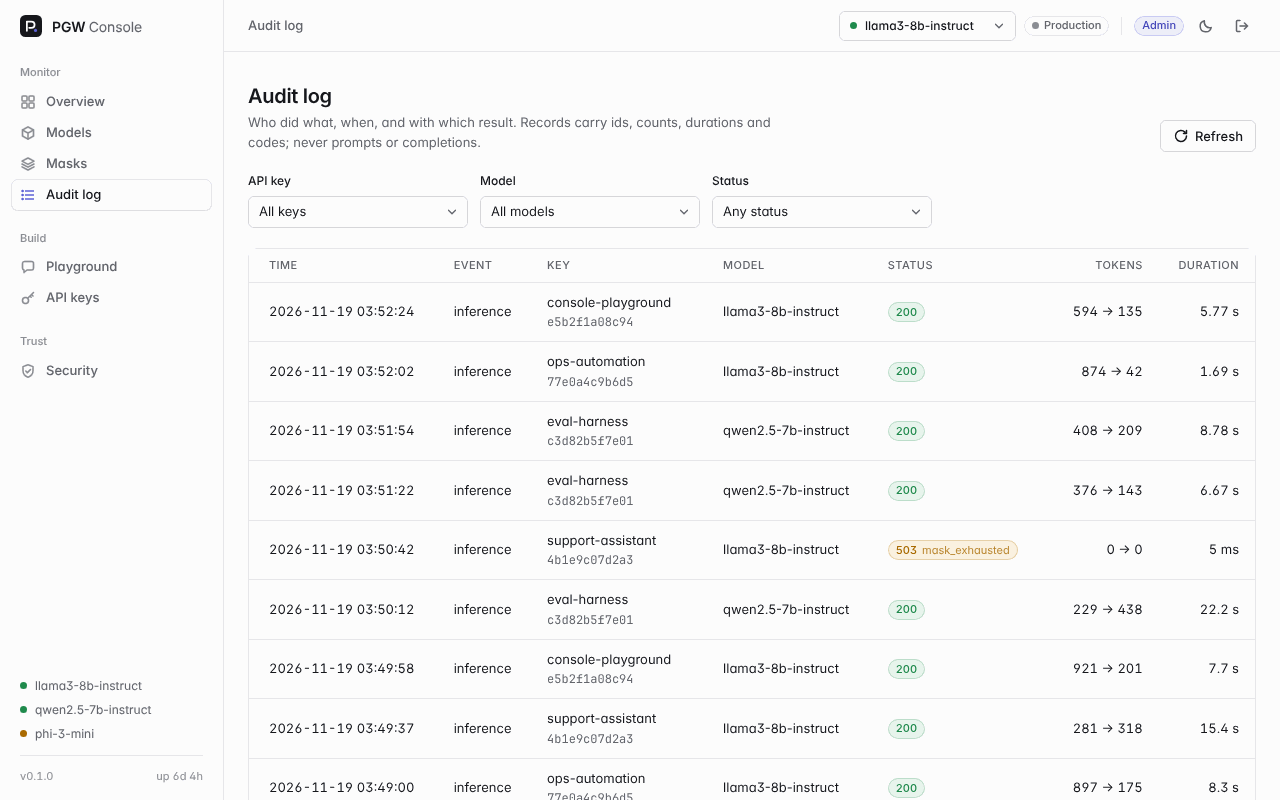 PGW Console
Monitor
Overview
Models
Masks
Audit log
Build
Playground
API keys
Trust
Security
llama3-8b-instruct
qwen2.5-7b-instruct
phi-3-mini
v0.1.0 up 6d 4h
Audit log llama3-8b-instruct Production Admin
Audit log
Who did what, when, and with which result. Records carry ids, counts, durations and
codes; never prompts or completions.
Refresh
API key Model Status
All keys All models Any status
TIME EVENT KEY MODEL STATUS TOKENS DURATION
2026-11-19 03:52:24 inference console-playground llama3-8b-instruct 200 594 → 135 5.77 s
e5b2f1a08c94
2026-11-19 03:52:02 inference ops-automation llama3-8b-instruct 200 874 → 42 1.69 s
77e0a4c9b6d5
2026-11-19 03:51:54 inference eval-harness qwen2.5-7b-instruct 200 408 → 209 8.78 s
c3d82b5f7e01
2026-11-19 03:51:22 inference eval-harness qwen2.5-7b-instruct 200 376 → 143 6.67 s
c3d82b5f7e01
2026-11-19 03:50:42 inference support-assistant llama3-8b-instruct 503 mask_exhausted 0 → 0 5 ms
4b1e9c07d2a3
2026-11-19 03:50:12 inference eval-harness qwen2.5-7b-instruct 200 229 → 438 22.2 s
c3d82b5f7e01
2026-11-19 03:49:58 inference console-playground llama3-8b-instruct 200 921 → 201 7.7 s
e5b2f1a08c94
2026-11-19 03:49:37 inference support-assistant llama3-8b-instruct 200 281 → 318 15.4 s
4b1e9c07d2a3
2026-11-19 03:49:00 inference ops-automation llama3-8b-instruct 200 897 → 175 8.3 s
77e0a4c9b6d5